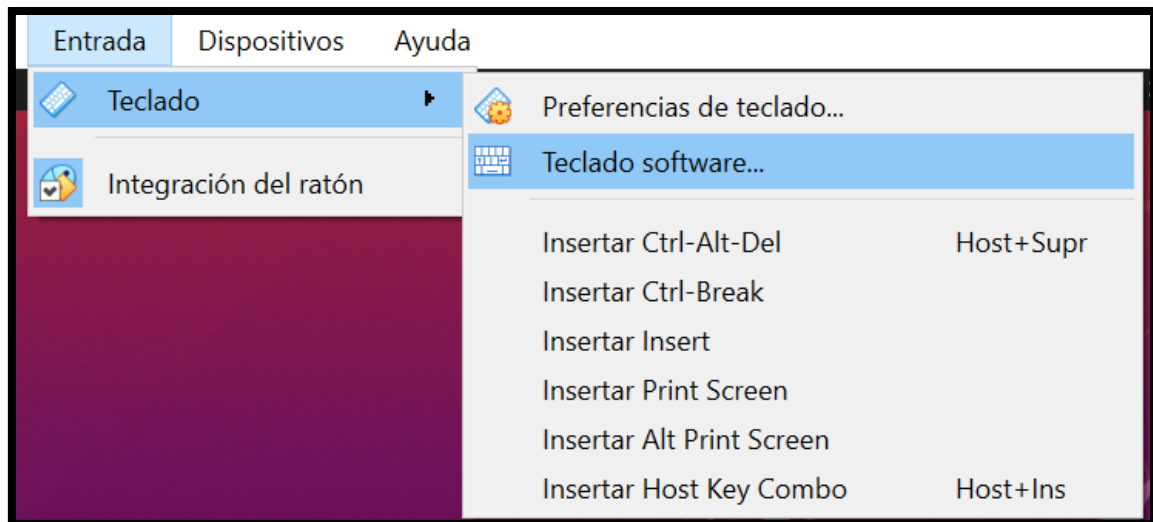 Entrada Dispositivos Ayuda
Teclado
Integración del ratón
Preferencias de teclado...
Teclado software...
Insertar Ctrl-Alt-Del Host+Supr
Insertar Ctrl-Break
Insertar Insert
Insertar Print Screen
Insertar Alt Print Screen
Insertar Host Key Combo Host+Ins